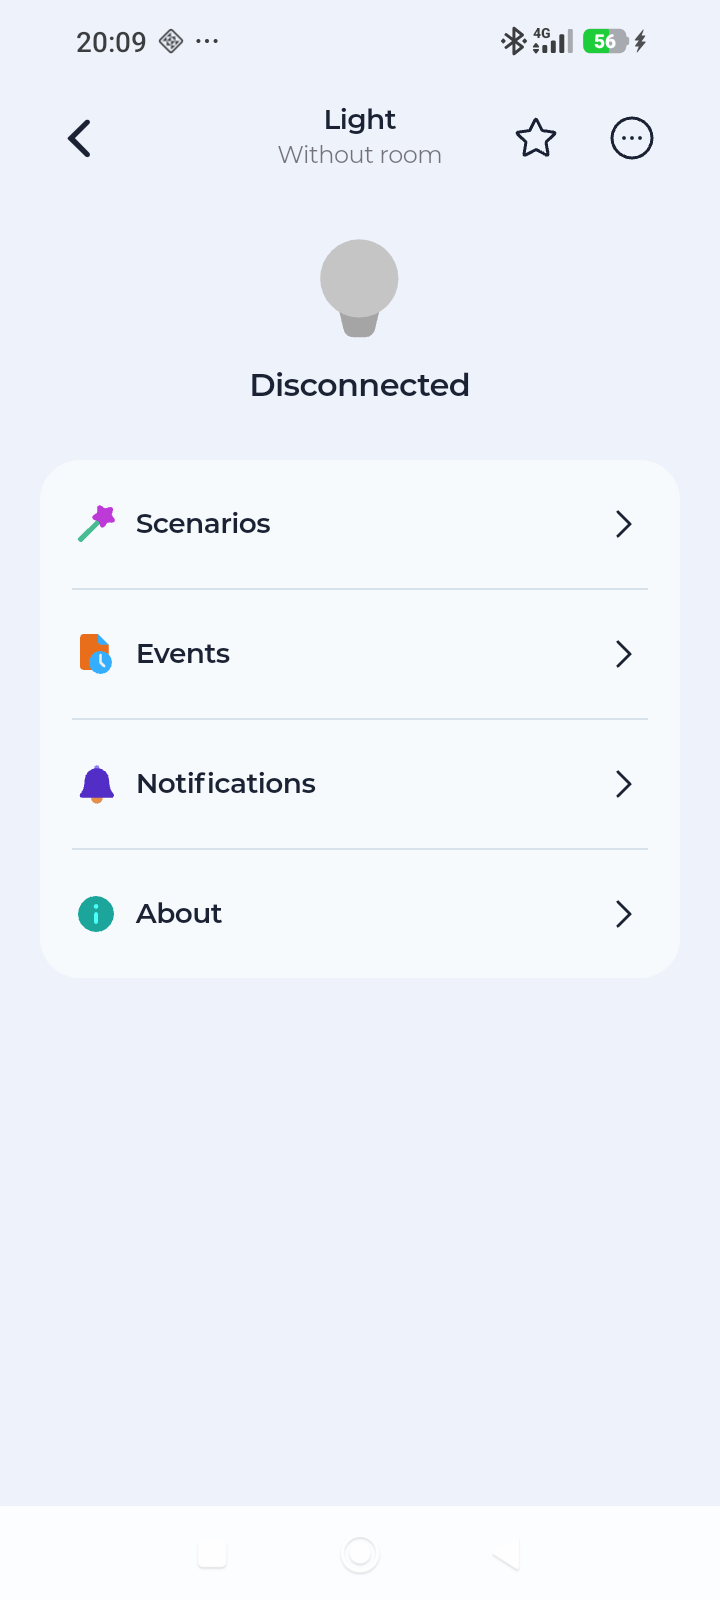 20:09
4G
56
Light
Without room
Disconnected
Scenarios
Events
Notifications
About